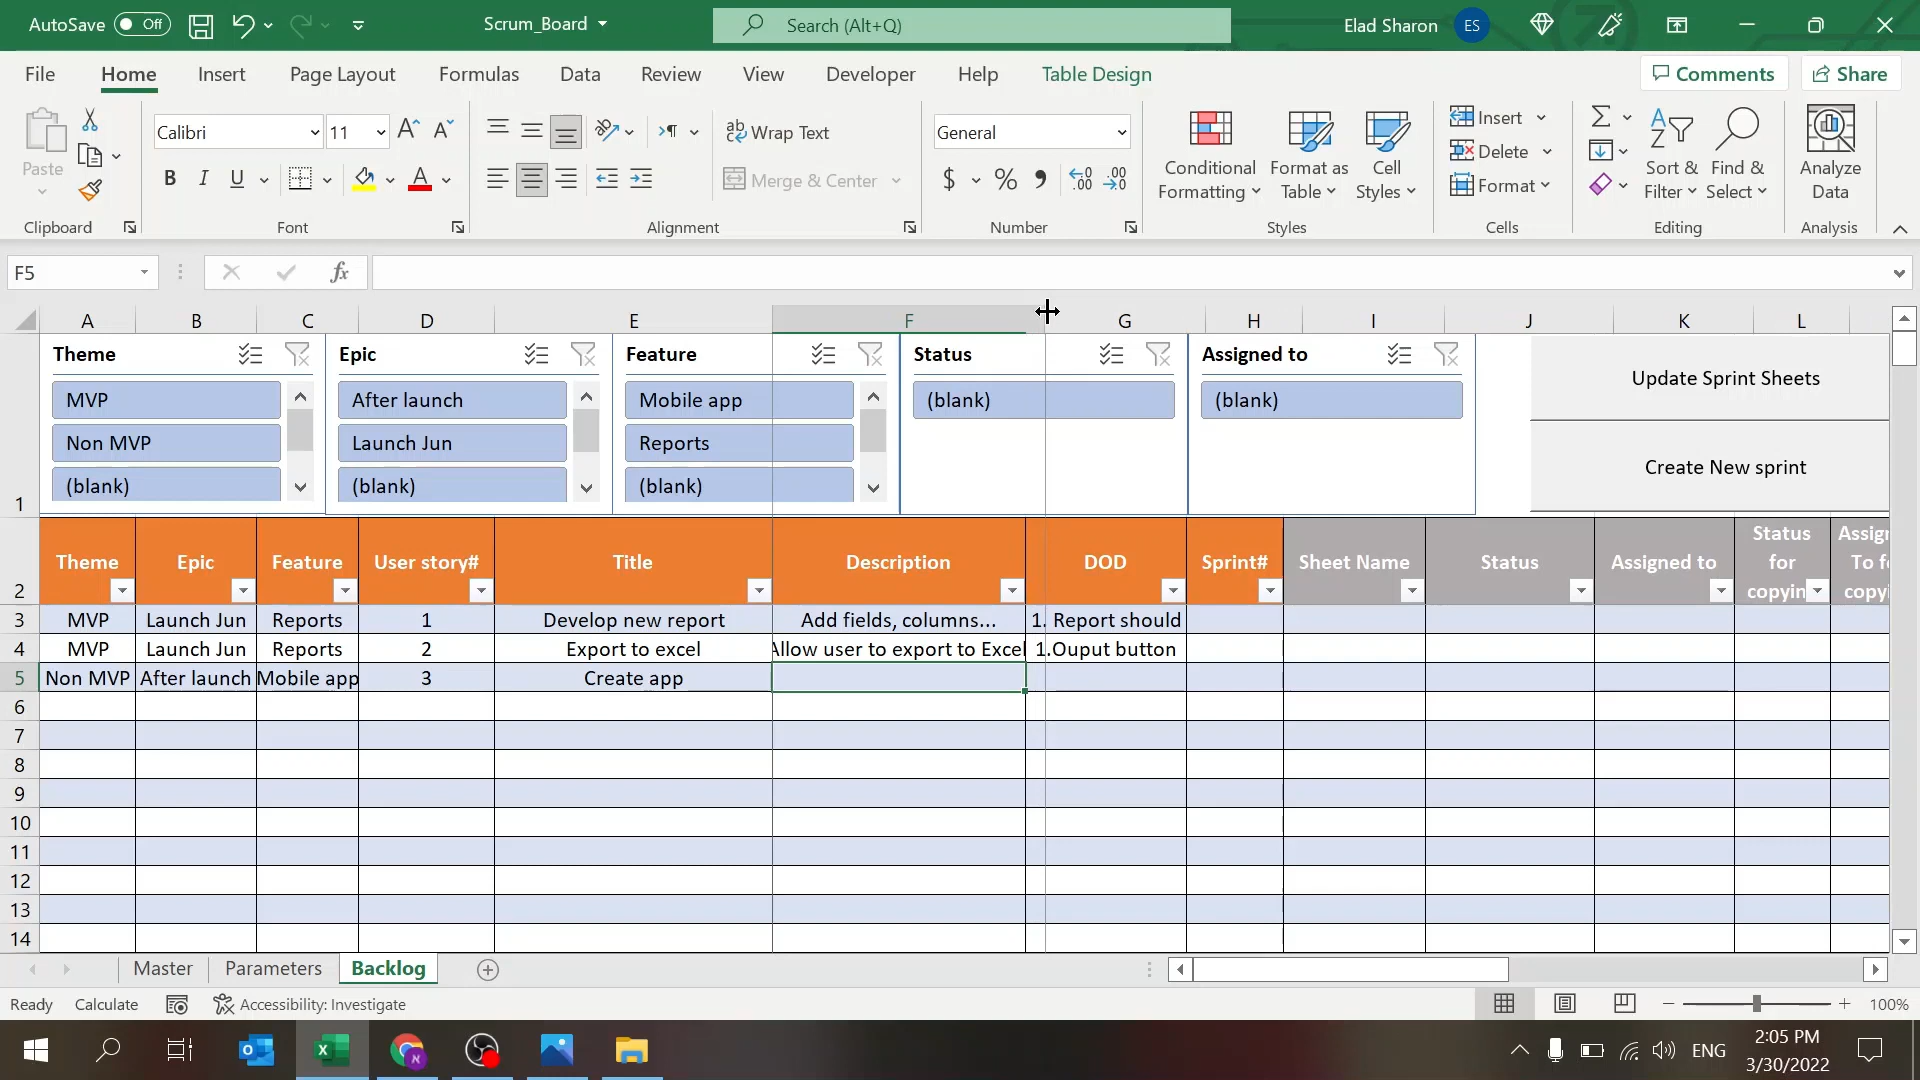 AutoSave Off Scrum_Board Search (Alt+Q) Elad Sharon ES
File Home Insert Page Layout Formulas Data Review View Developer Help Table Design Comments Share
Paste Calibri 11 Wrap Text General Conditional Formatting Format as Table Cell Styles Insert Sort & Filter Find & Select Analyze Data
B I U Merge & Center $ % Delete
Format
Clipboard Font Alignment Number Styles Cells Editing Analysis
F5 fx
A B C D E F G H I J K L
Theme Epic Feature Status Assigned to
MVP After launch Mobile app (blank) (blank) Update Sprint Sheets
Non MVP Launch Jun Reports
(blank) (blank) (blank) Create New sprint
1
2 Theme Epic Feature User story# Title Description DOD Sprint# Sheet Name Status Assigned to Status for copyin Assign To f copy
3 MVP Launch Jun Reports 1 Develop new report Add fields, columns... 1. Report should
4 MVP Launch Jun Reports 2 Export to excel Allow user to export to Excel 1.Ouput button
5 Non MVP After launch Mobile app 3 Create app
6
7
8
9
10
11
12
13
14
Master Parameters Backlog
Ready Calculate Accessibility: Investigate 100%
ENG 2:05 PM
3/30/2022